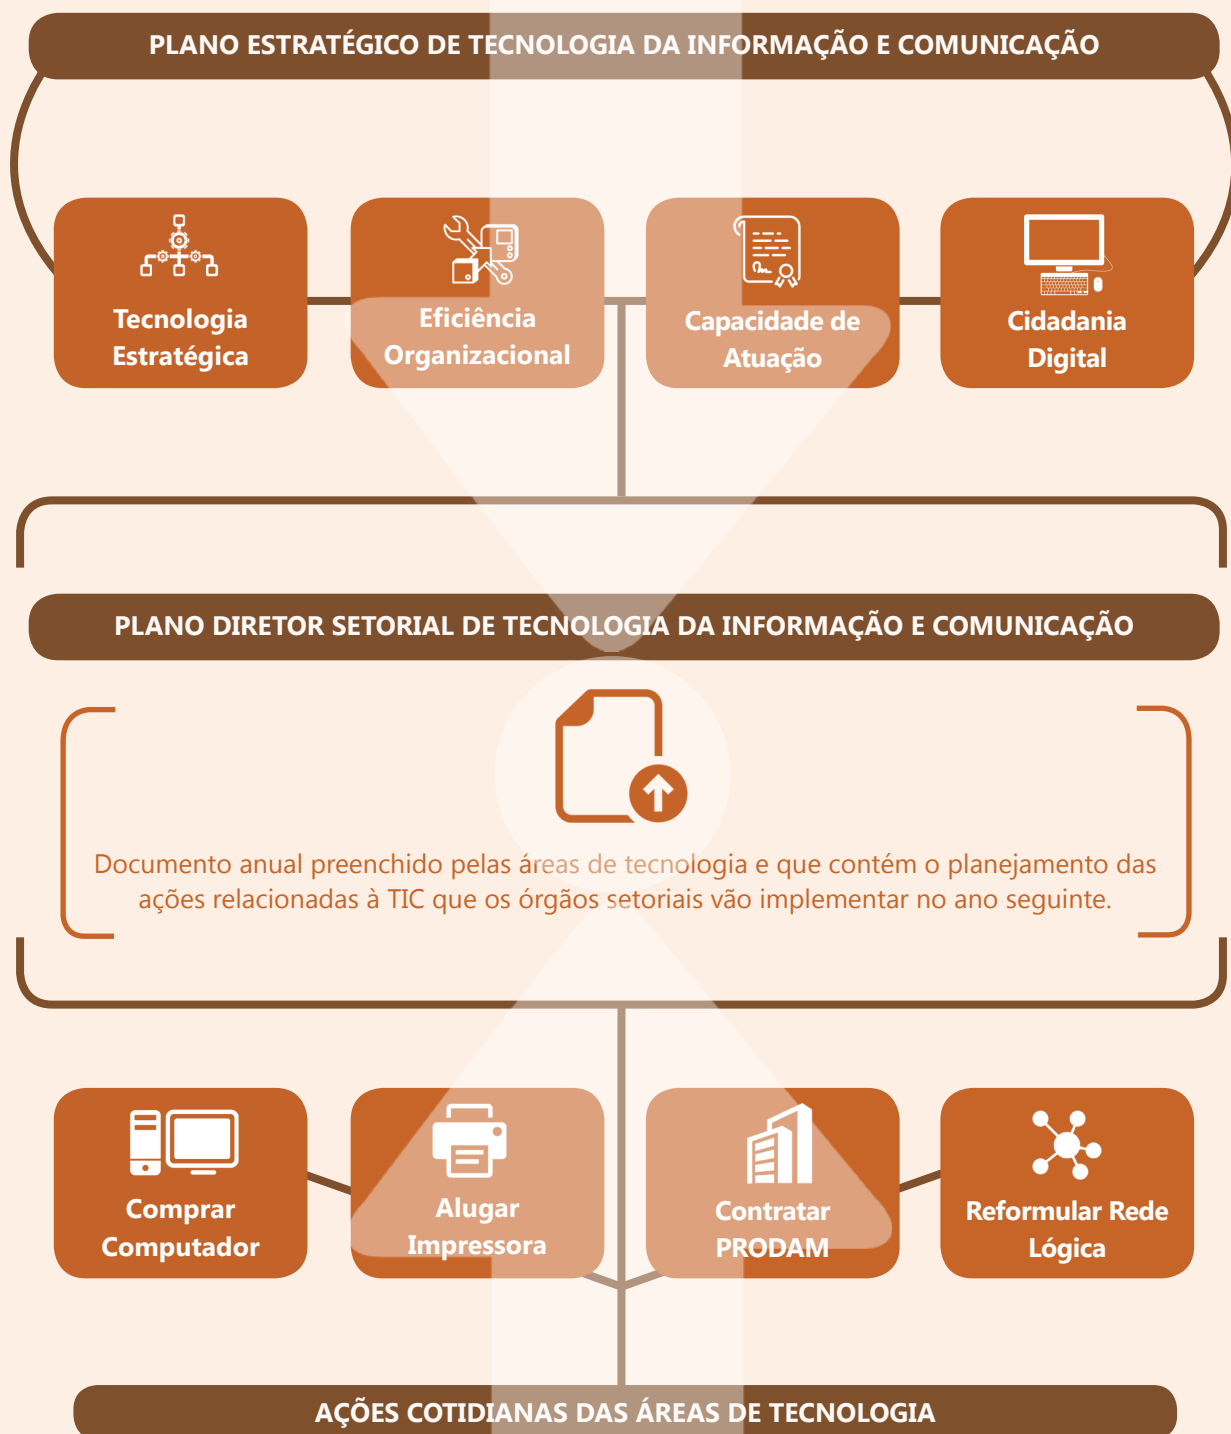 PLANO ESTRATÉGICO DE TECNOLOGIA DA INFORMAÇÃO E COMUNICAÇÃO
Tecnologia
Estratégica
Eficiência
Organizacional
Capacidade de
Atuação
Cidadania
Digital
PLANO DIRETOR SETORIAL DE TECNOLOGIA DA INFORMAÇÃO E COMUNICAÇÃO
Documento anual preenchido pelas áreas de tecnologia e que contém o planejamento das
ações relacionadas à TIC que os órgãos setoriais vão implementar no ano seguinte.
Comprar
Computador
Alugar
Impressora
Contratar
PRODAM
Reformular Rede
Lógica
AÇÕES COTIDIANAS DAS ÁREAS DE TECNOLOGIA